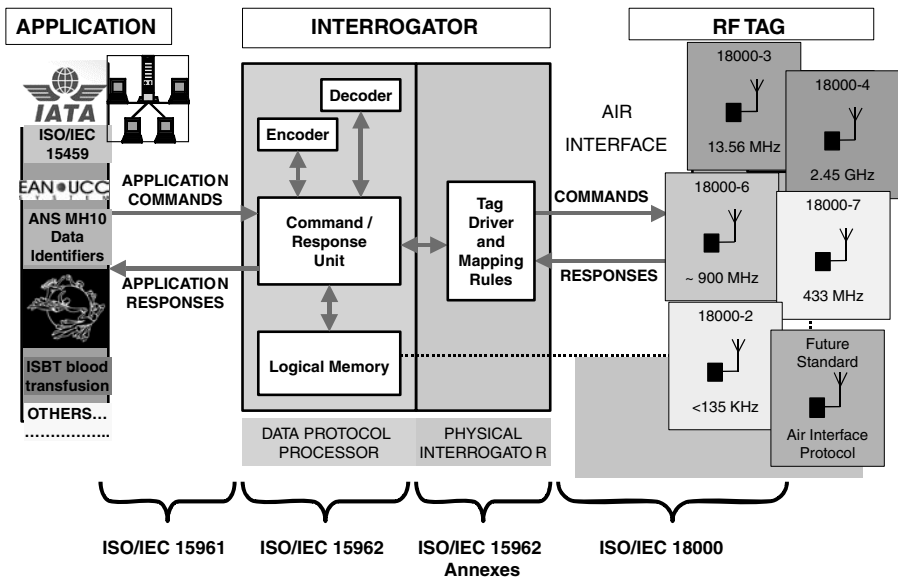 APPLICATION
INTERROGATOR
RF TAG
IATA
ISO/IEC
15459
EAN•UCC
SYSTEM
ANS MH10
Data
Identifiers
ISBT blood
transfusion
OTHERS…
……………..
APPLICATION
COMMANDS
APPLICATION
RESPONSES
Decoder
Encoder
Command /
Response
Unit
Logical Memory
Tag
Driver
and
Mapping
Rules
DATA PROTOCOL
PROCESSOR
PHYSICAL
INTERROGATO R
AIR
INTERFACE
COMMANDS
RESPONSES
18000-3
13.56 MHz
18000-4
2.45 GHz
18000-6
~ 900 MHz
18000-7
433 MHz
18000-2
<135 KHz
Future
Standard
Air Interface
Protocol
ISO/IEC 15961
ISO/IEC 15962
ISO/IEC 15962
Annexes
ISO/IEC 18000